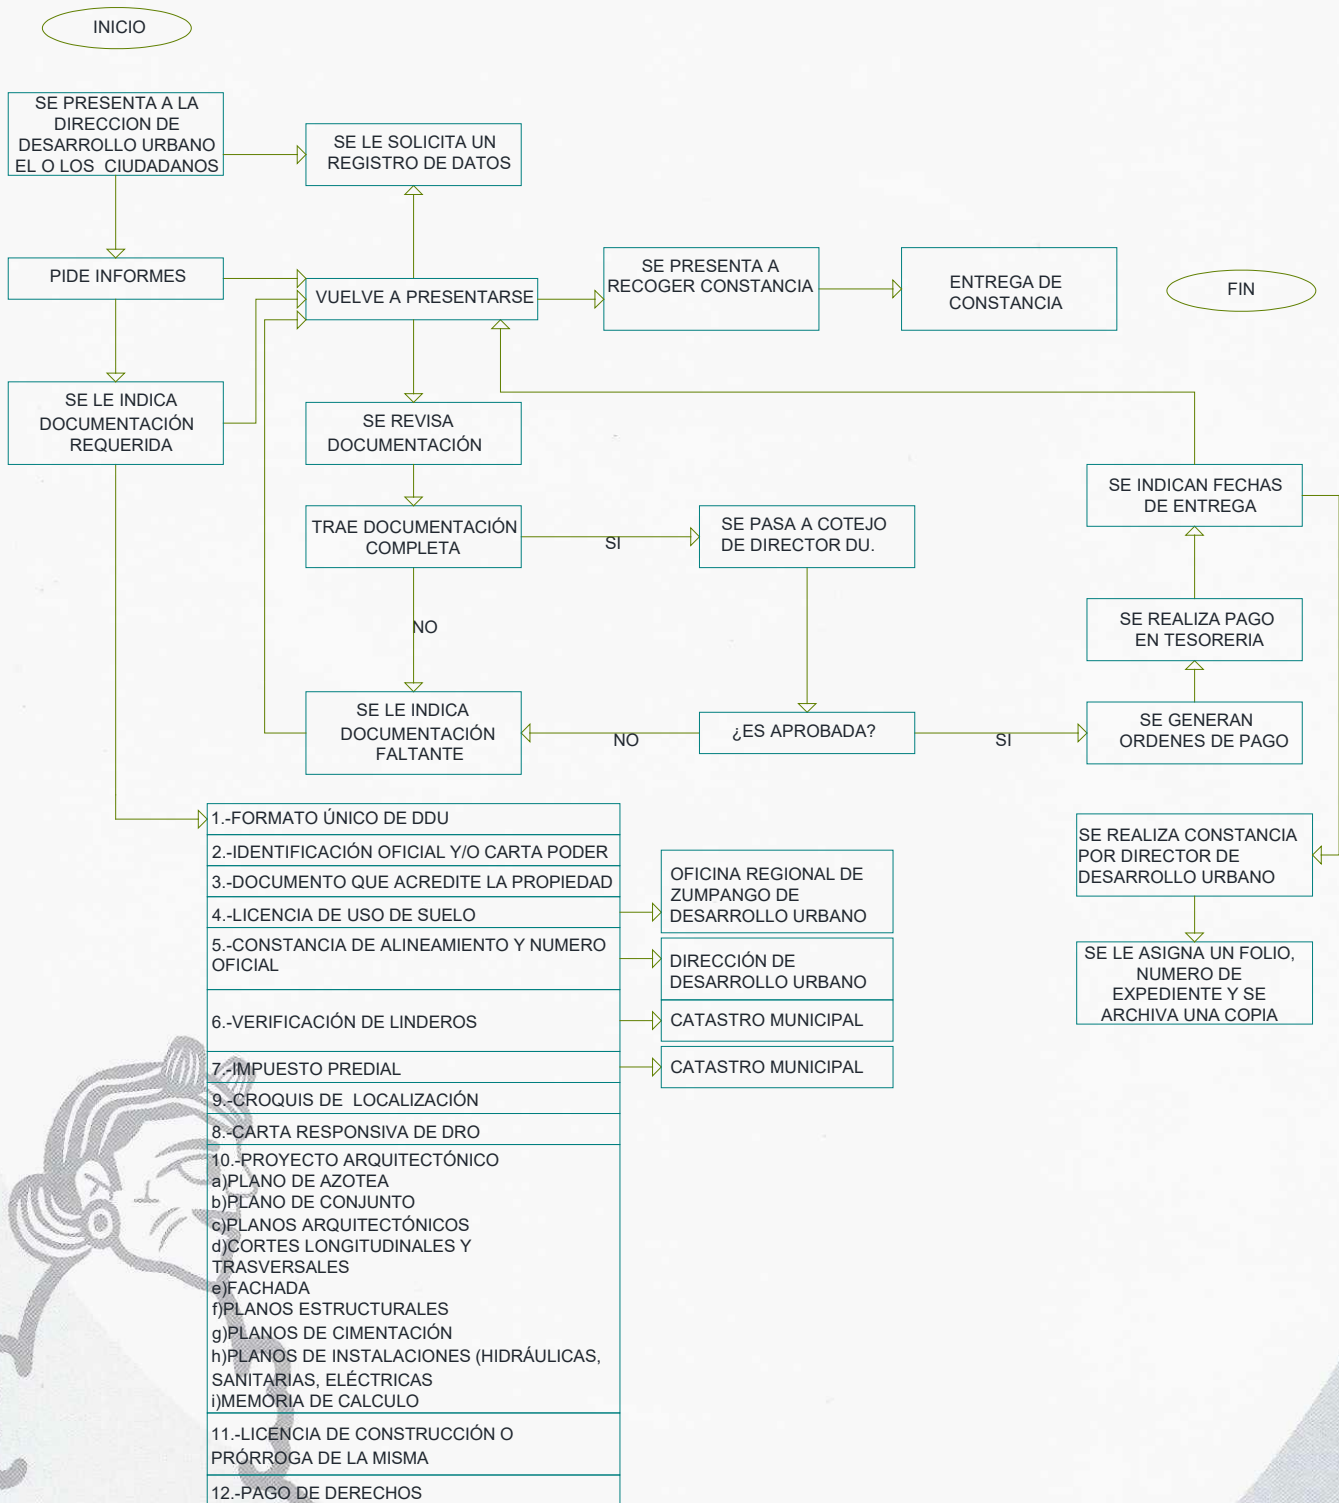 INICIO
SE PRESENTA A LA
DIRECCION DE
DESARROLLO URBANO
EL O LOS CIUDADANOS
SE LE SOLICITA UN
REGISTRO DE DATOS
PIDE INFORMES
VUELVE A PRESENTARSE
SE PRESENTA A
RECOGER CONSTANCIA
ENTREGA DE
CONSTANCIA
FIN
SE LE INDICA
DOCUMENTACIÓN
REQUERIDA
SE REVISA
DOCUMENTACIÓN
TRAE DOCUMENTACIÓN
COMPLETA
SI
SE PASA A COTEJO
DE DIRECTOR DU.
SE INDICAN FECHAS
DE ENTREGA
NO
SE REALIZA PAGO
EN TESORERIA
SE LE INDICA
DOCUMENTACIÓN
FALTANTE
NO
¿ES APROBADA?
SI
SE GENERAN
ORDENES DE PAGO
1.-FORMATO ÚNICO DE DDU
2.-IDENTIFICACIÓN OFICIAL Y/O CARTA PODER
3.-DOCUMENTO QUE ACREDITE LA PROPIEDAD
4.-LICENCIA DE USO DE SUELO
5.-CONSTANCIA DE ALINEAMIENTO Y NUMERO
OFICIAL
6.-VERIFICACIÓN DE LINDEROS
7.-IMPUESTO PREDIAL
9.-CROQUIS DE LOCALIZACIÓN
8.-CARTA RESPONSIVA DE DRO
10.-PROYECTO ARQUITECTÓNICO
a)PLANO DE AZOTEA
b)PLANO DE CONJUNTO
c)PLANOS ARQUITECTÓNICOS
d)CORTES LONGITUDINALES Y
TRASVERSALES
e)FACHADA
f)PLANOS ESTRUCTURALES
g)PLANOS DE CIMENTACIÓN
h)PLANOS DE INSTALACIONES (HIDRÁULICAS,
SANITARIAS, ELÉCTRICAS
i)MEMORIA DE CALCULO
11.-LICENCIA DE CONSTRUCCIÓN O
PRÓRROGA DE LA MISMA
12.-PAGO DE DERECHOS
OFICINA REGIONAL DE
ZUMPANGO DE
DESARROLLO URBANO
DIRECCIÓN DE
DESARROLLO URBANO
CATASTRO MUNICIPAL
CATASTRO MUNICIPAL
SE REALIZA CONSTANCIA
POR DIRECTOR DE
DESARROLLO URBANO
SE LE ASIGNA UN FOLIO,
NUMERO DE
EXPEDIENTE Y SE
ARCHIVA UNA COPIA